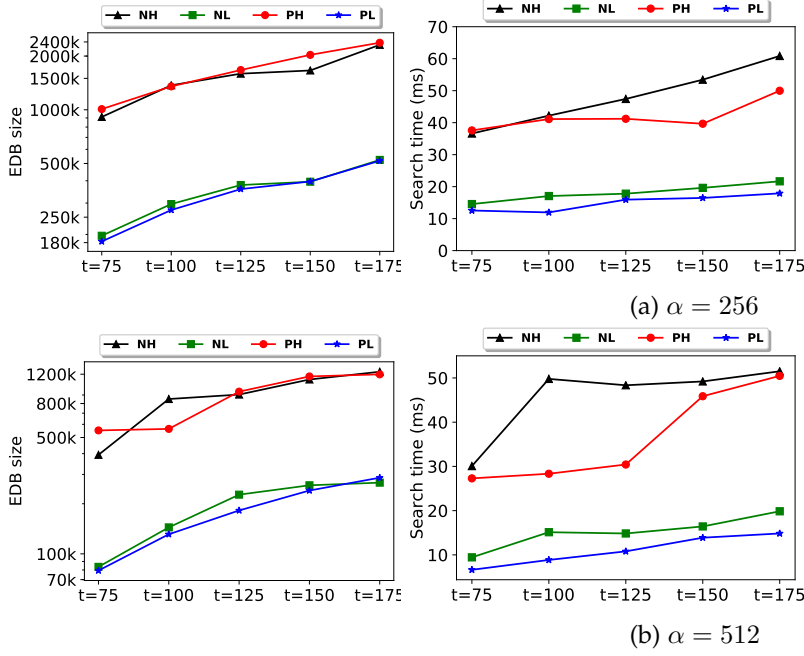 NH NL PH PL
2400k
2000k
1500k
1000k
500k
250k
180k
EDB size
t=75 t=100 t=125 t=150 t=175
NH NL PH PL
70
60
50
40
30
20
10
0
Search time (ms)
t=75 t=100 t=125 t=150 t=175
(a) α = 256
NH NL PH PL
1200k
800k
500k
100k
70k
EDB size
t=75 t=100 t=125 t=150 t=175
NH NL PH PL
50
40
30
20
10
Search time (ms)
t=75 t=100 t=125 t=150 t=175
(b) α = 512